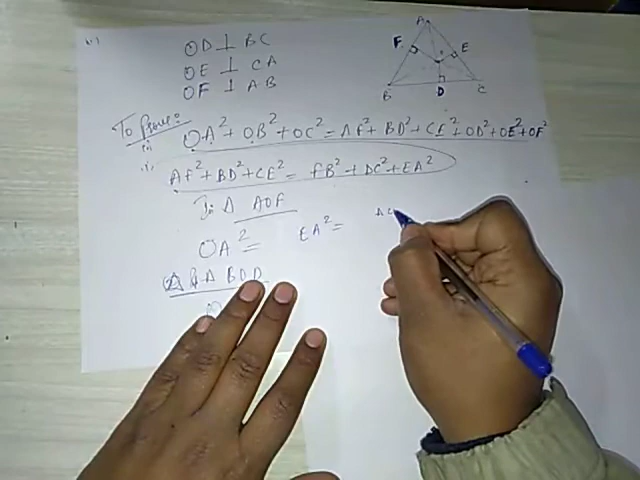 OD ⊥ BC
OE ⊥ CA
OF ⊥ AB
A
F
E
O
B
D
C
To Prove:
(i) OA² + OB² + OC² = AF² + BD² + CE² + OD² + OE² + OF²
AF² + BD² + CE² = FB² + DC² + EA²
In Δ AOF
OA² =
EA² =
Δ BOD